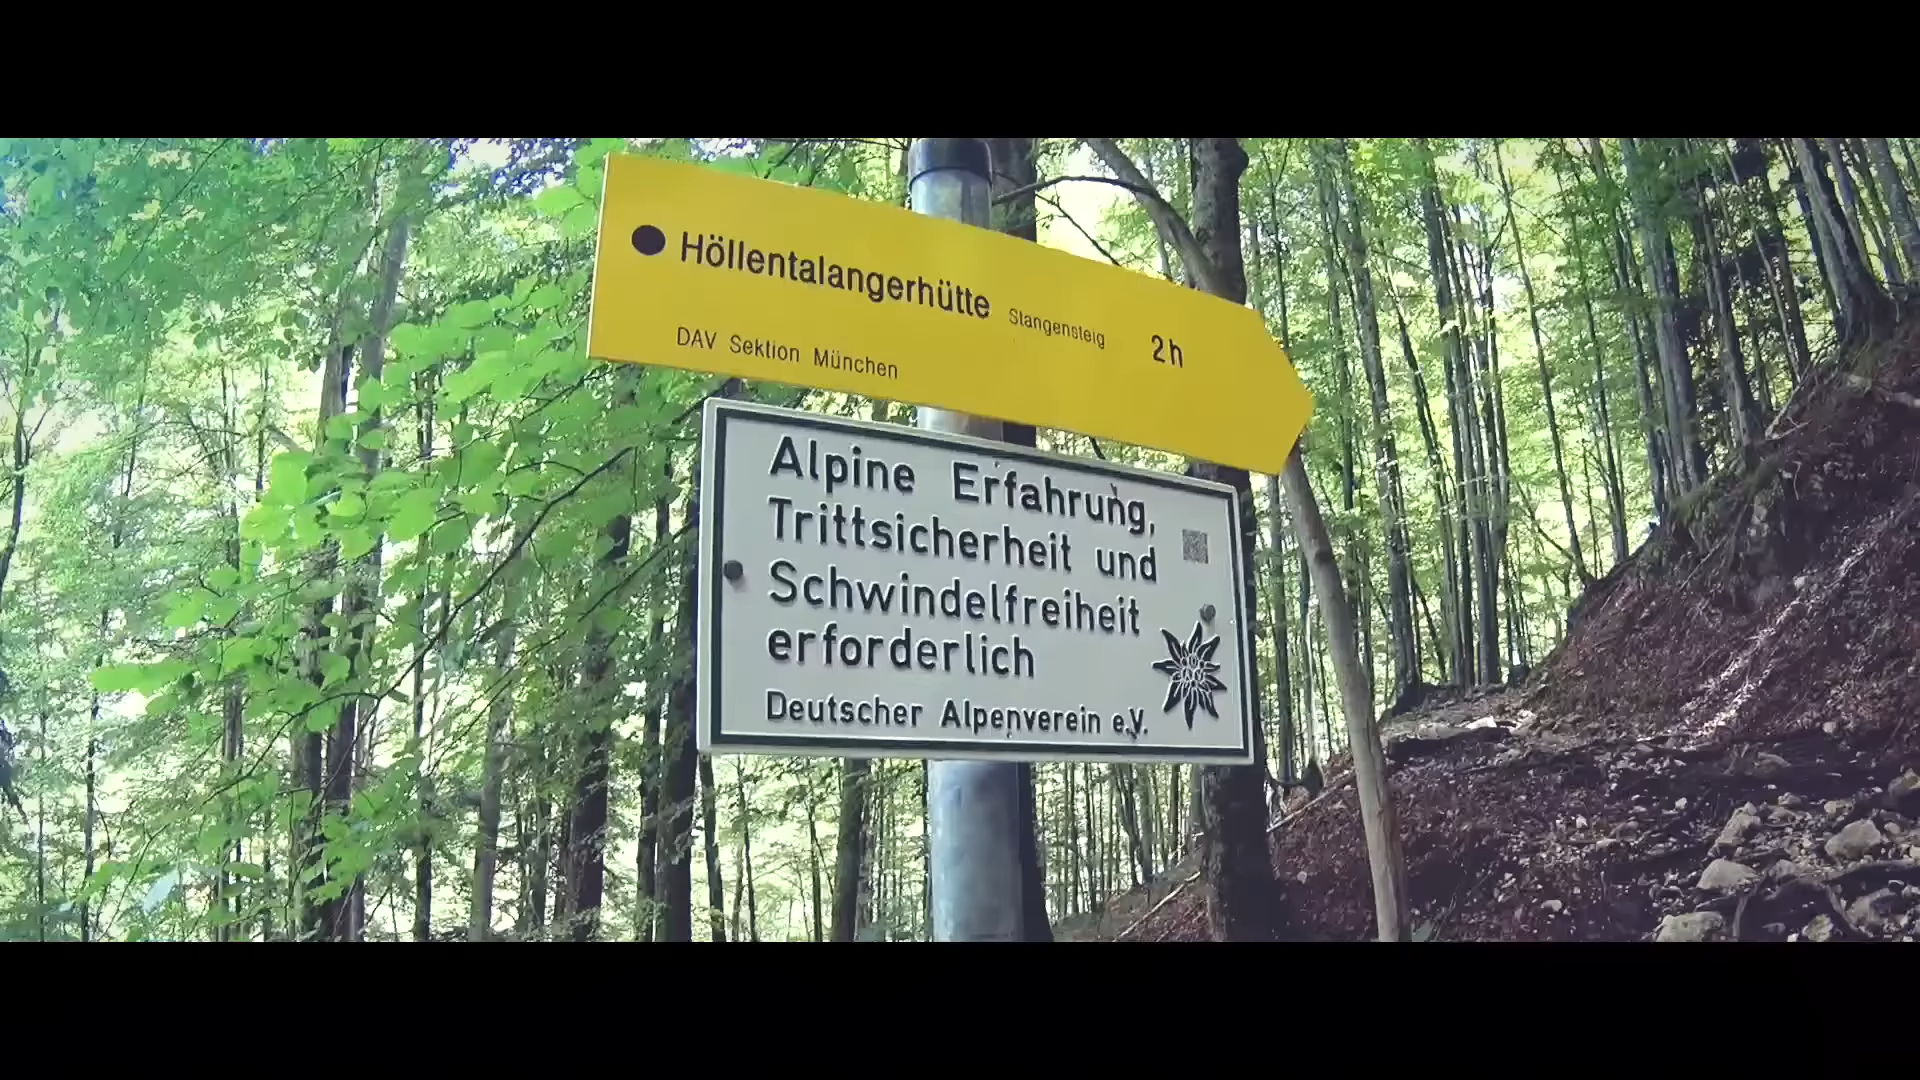 Höllentalangerhütte Stangensteig 2h
DAV Sektion München
Alpine Erfahrung,
Trittsicherheit und
Schwindelfreiheit
erforderlich
Deutscher Alpenverein e.V.